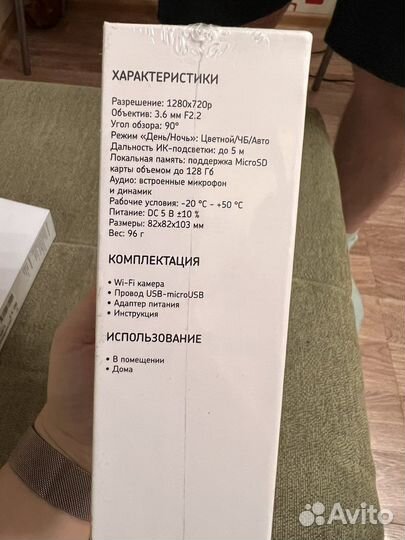 ХАРАКТЕРИСТИКИ
Разрешение: 1280x720p
Объектив: 3.6 мм F2.2
Угол обзора: 90°
Режим «День/Ночь»: Цветной/ЧБ/Авто
Дальность ИК-подсветки: до 5 м
Локальная память: поддержка MicroSD
карты объемом до 128 Гб
Аудио: встроенные микрофон
и динамик
Рабочие условия: -20 °C - +50 °C
Питание: DC 5 В ±10 %
Размеры: 82x82x103 мм
Вес: 96 г
КОМПЛЕКТАЦИЯ
• Wi-Fi камера
• Провод USB-microUSB
• Адаптер питания
• Инструкция
ИСПОЛЬЗОВАНИЕ
• В помещении
• Дома
Avito